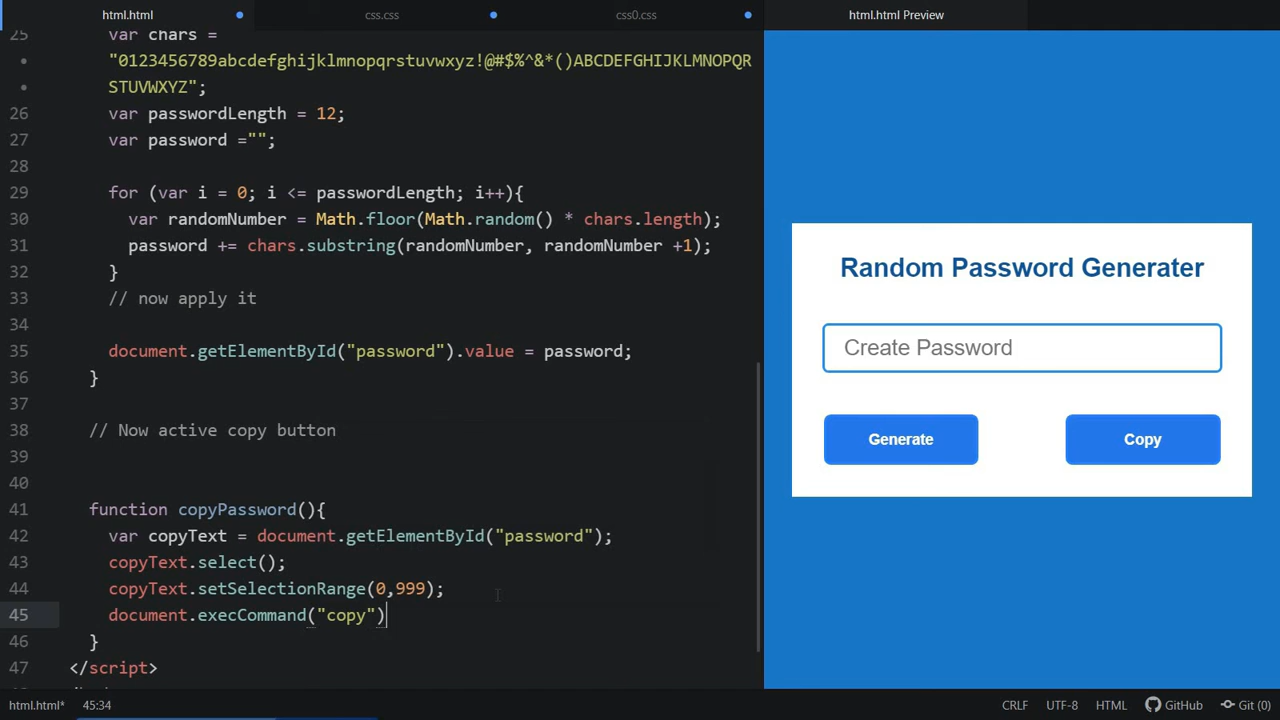 html.html
css.css
css0.css
html.html Preview
25 var chars =
• "0123456789abcdefghijklmnopqrstuvwxyz!@#$%^&*()ABCDEFGHIJKLMNOPQR
• STUVWXYZ";
26 var passwordLength = 12;
27 var password ="";
28
29 for (var i = 0; i <= passwordLength; i++){
30 var randomNumber = Math.floor(Math.random() * chars.length);
31 password += chars.substring(randomNumber, randomNumber +1);
32 }
33 // now apply it
34
35 document.getElementById("password").value = password;
36 }
37
38 // Now active copy button
39
40
41 function copyPassword(){
42 var copyText = document.getElementById("password");
43 copyText.select();
44 copyText.setSelectionRange(0,999);
45 document.execCommand("copy")
46 }
47 </script>
Random Password Generater
Create Password
Generate
Copy
html.html* 45:34
CRLF UTF-8 HTML GitHub Git (0)